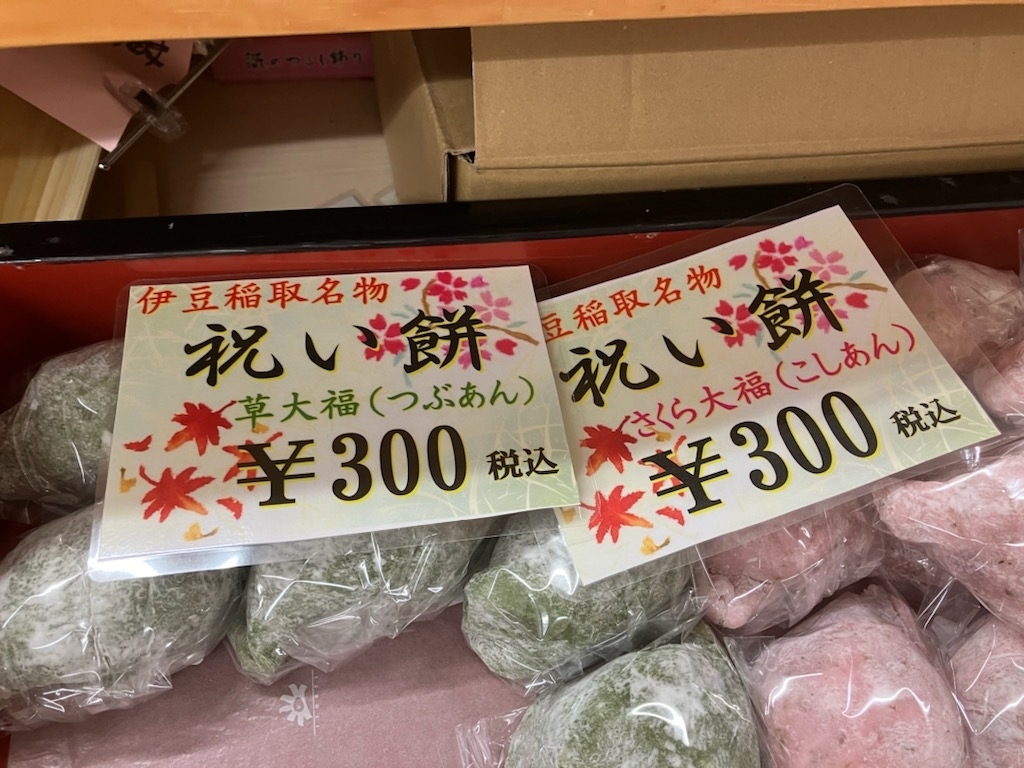 伊豆稲取名物
祝い餅
草大福(つぶあん)
¥300 税込
豆稲取名物
祝い餅
さくら大福(こしあん)
¥300 税込